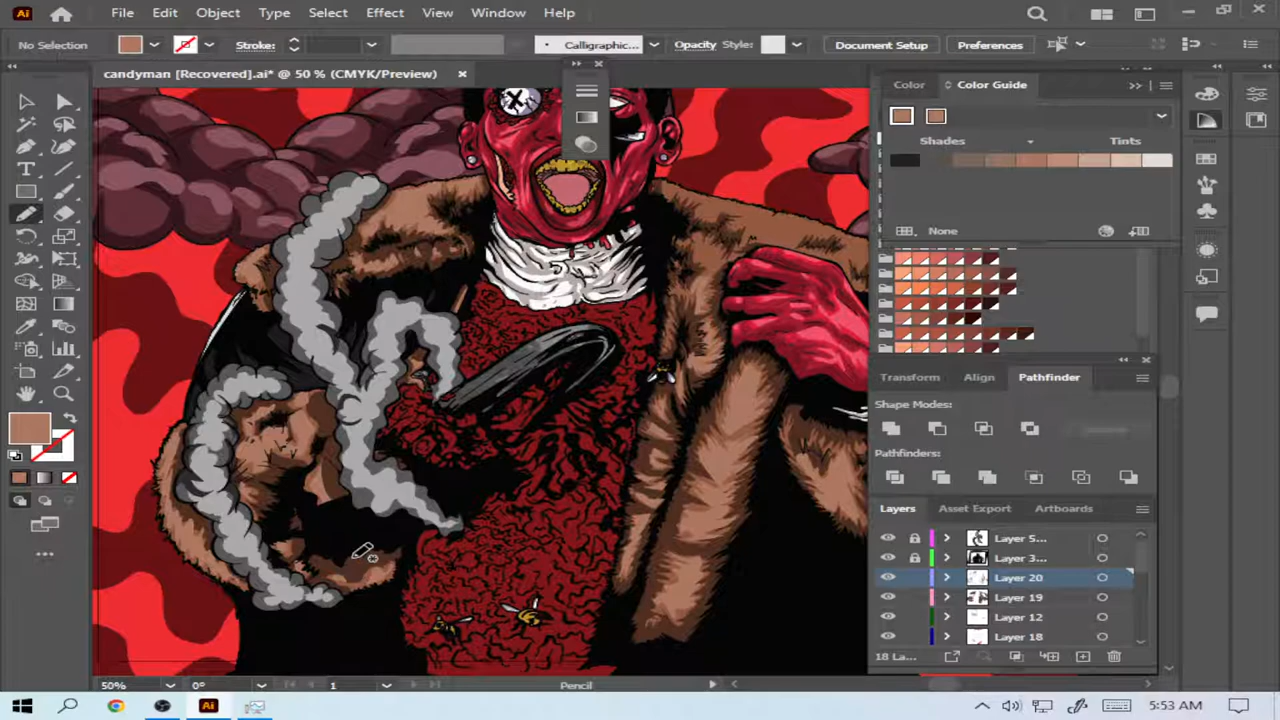 Ai File Edit Object Type Select Effect View Window Help
No Selection Stroke: Calligraphic... Opacity Style: Document Setup Preferences
candyman [Recovered].ai* @ 50 % (CMYK/Preview)
Color Color Guide
Shades Tints
None
Transform Align Pathfinder
Shape Modes:
Pathfinders:
Layers Asset Export Artboards
Layer 5...
Layer 3...
Layer 20
Layer 19
Layer 12
Layer 18
18 La...
50% 0° 1 Pencil
Ai 5:53 AM